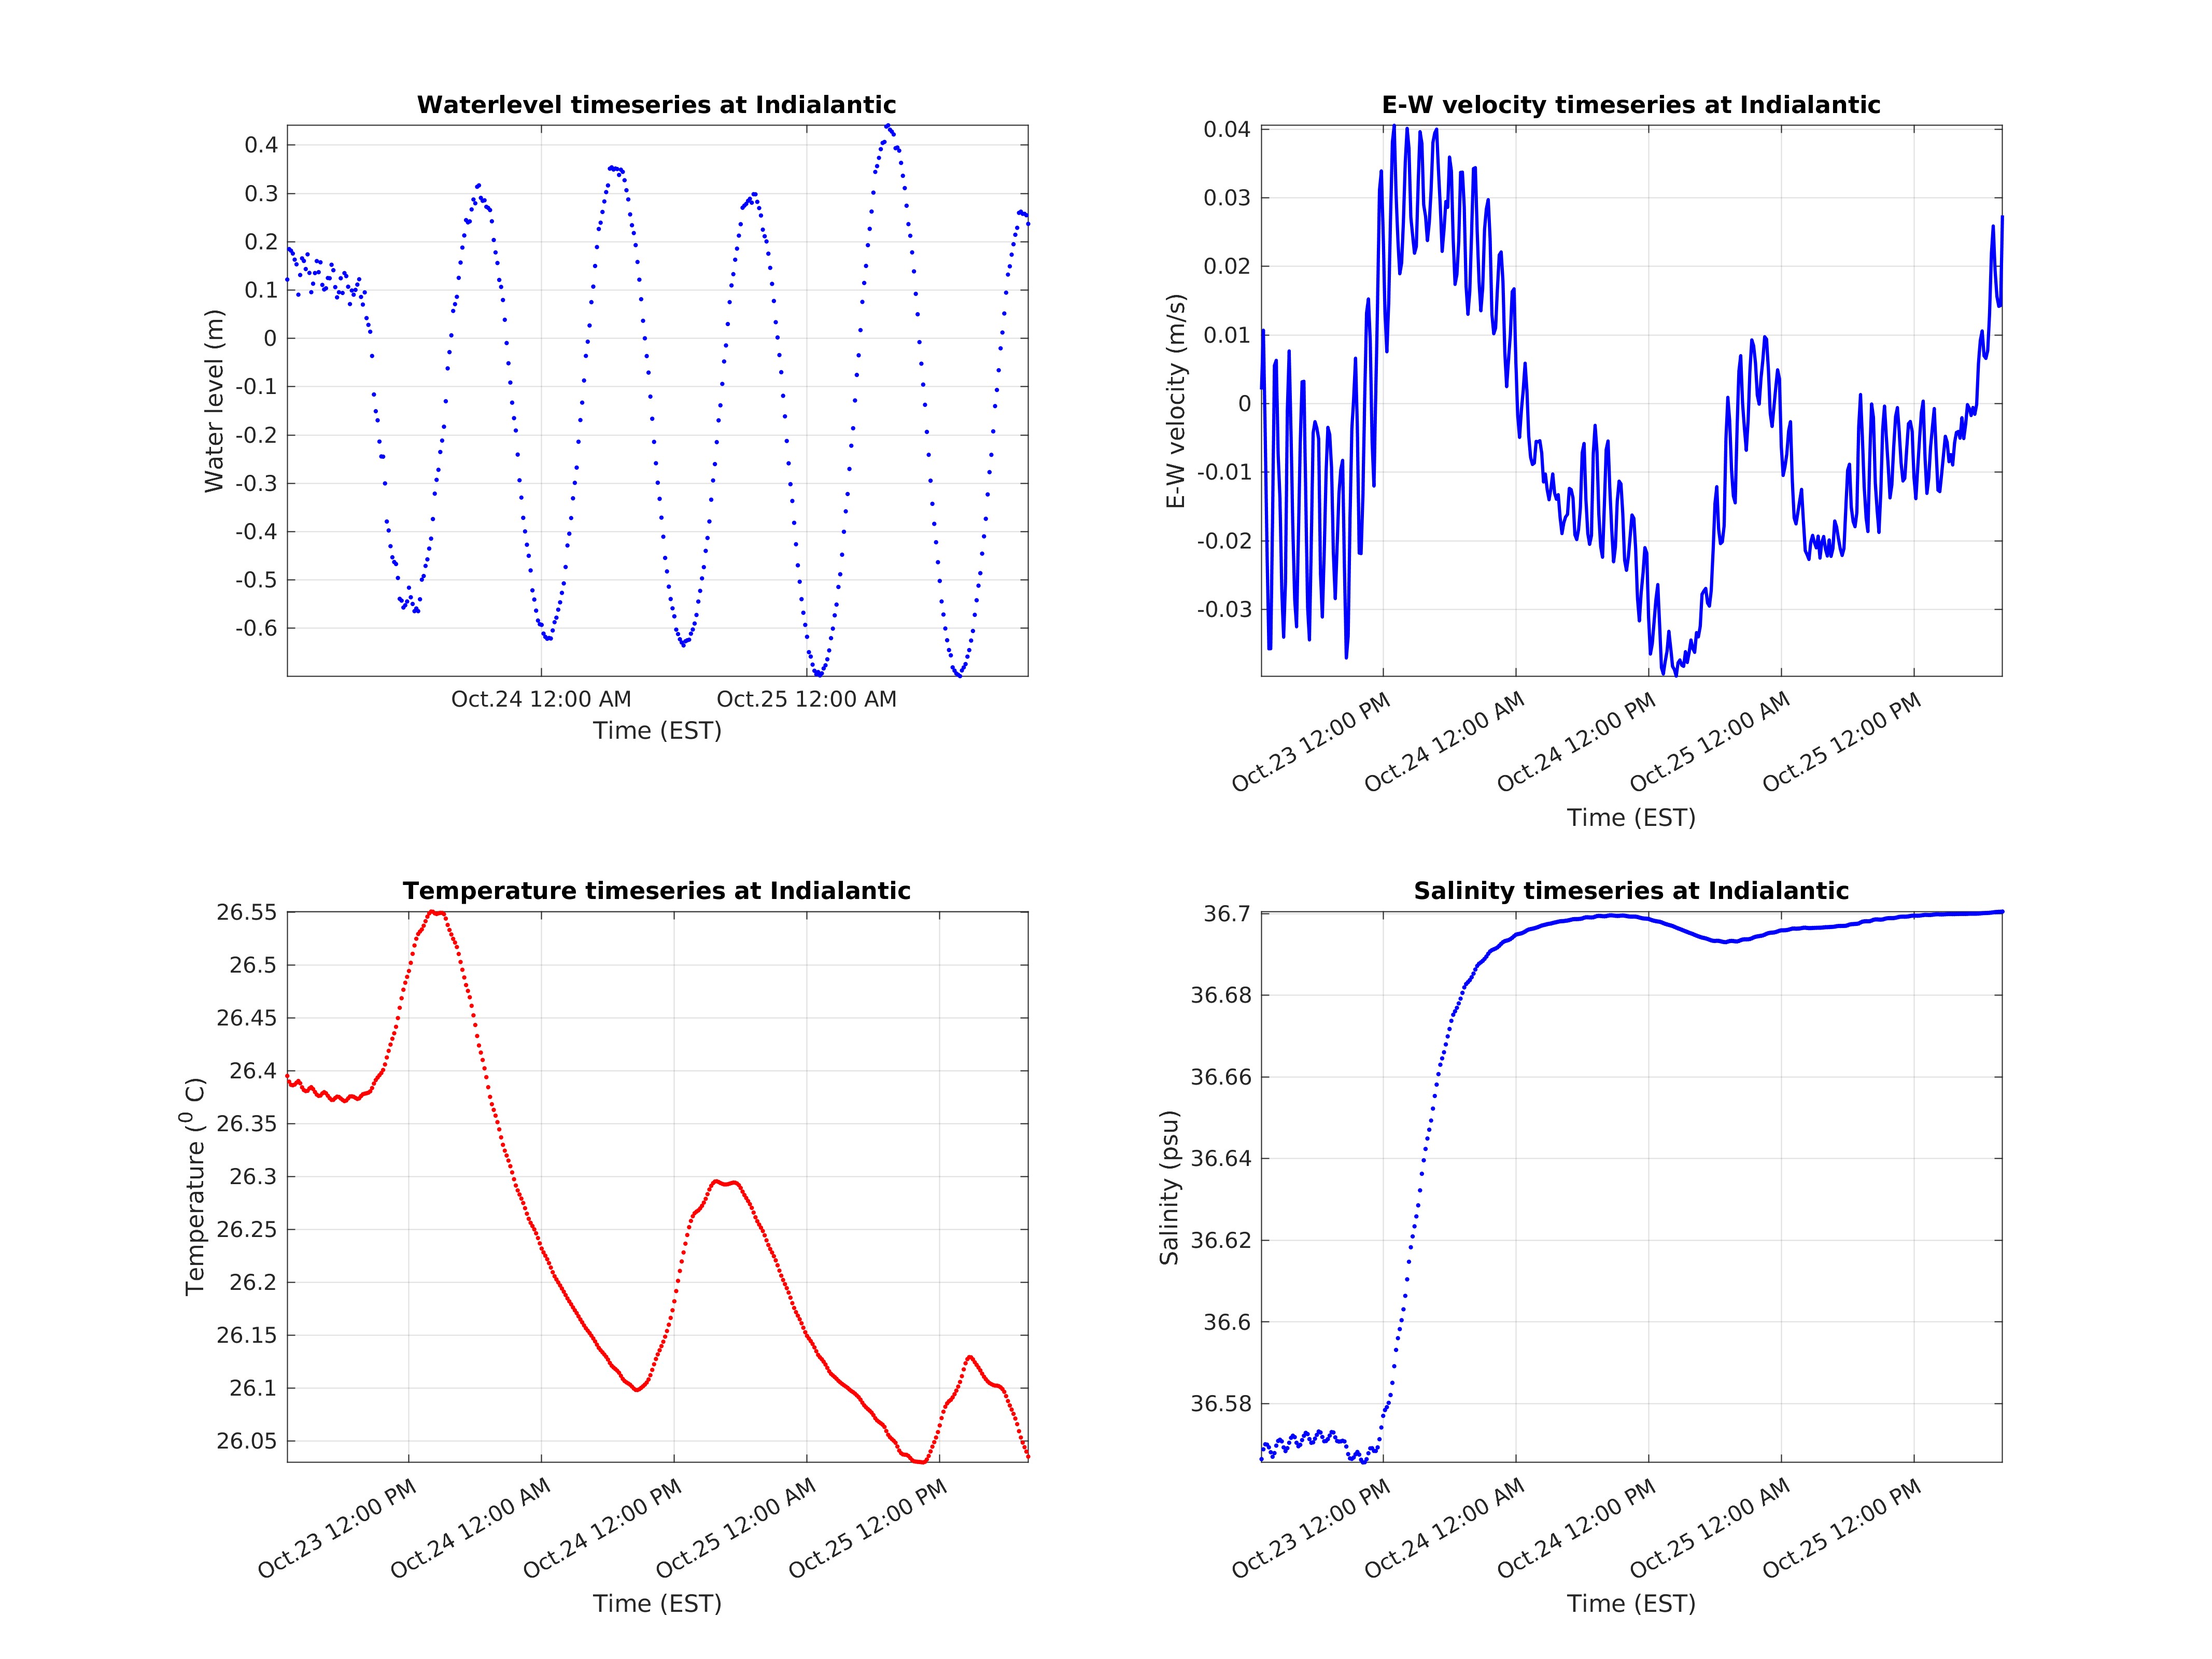 Waterlevel timeseries at Indialantic
0.4
0.3
0.2
0.1
0
-0.1
-0.2
-0.3
-0.4
-0.5
-0.6
Water level (m)
Oct.24 12:00 AM
Oct.25 12:00 AM
Time (EST)
E-W velocity timeseries at Indialantic
0.04
0.03
0.02
0.01
0
-0.01
-0.02
-0.03
E-W velocity (m/s)
Oct.23 12:00 PM
Oct.24 12:00 AM
Oct.24 12:00 PM
Oct.25 12:00 AM
Oct.25 12:00 PM
Time (EST)
Temperature timeseries at Indialantic
26.55
26.5
26.45
26.4
26.35
26.3
26.25
26.2
26.15
26.1
26.05
Temperature (⁰ C)
Oct.23 12:00 PM
Oct.24 12:00 AM
Oct.24 12:00 PM
Oct.25 12:00 AM
Oct.25 12:00 PM
Time (EST)
Salinity timeseries at Indialantic
36.7
36.68
36.66
36.64
36.62
36.6
36.58
Salinity (psu)
Oct.23 12:00 PM
Oct.24 12:00 AM
Oct.24 12:00 PM
Oct.25 12:00 AM
Oct.25 12:00 PM
Time (EST)